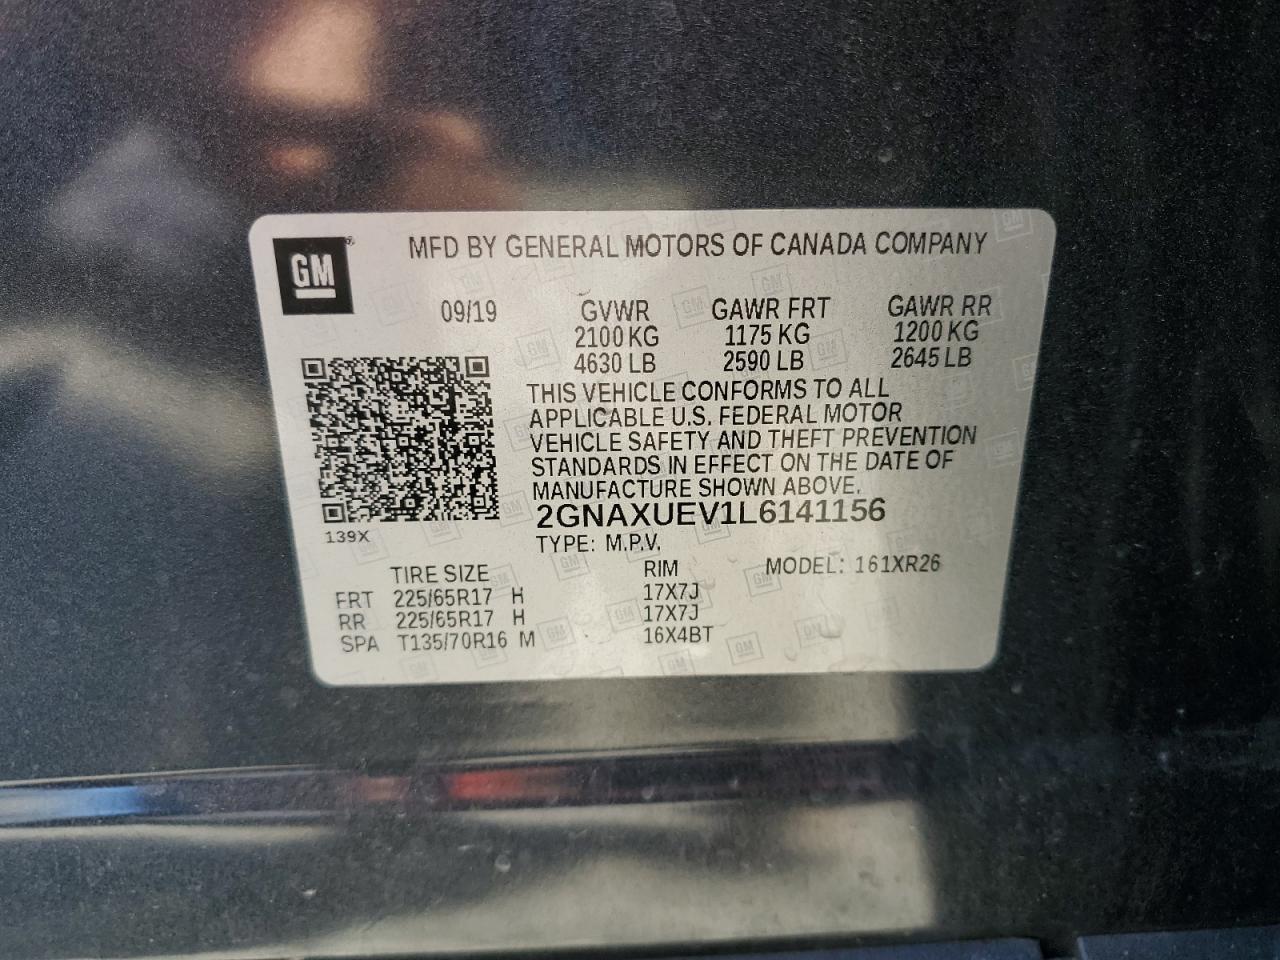 GM
MFD BY GENERAL MOTORS OF CANADA COMPANY
09/19 GVWR GAWR FRT GAWR RR
2100 KG 1175 KG 1200 KG
4630 LB 2590 LB 2645 LB
THIS VEHICLE CONFORMS TO ALL
APPLICABLE U.S. FEDERAL MOTOR
VEHICLE SAFETY AND THEFT PREVENTION
STANDARDS IN EFFECT ON THE DATE OF
MANUFACTURE SHOWN ABOVE.
2GNAXUEV1L6141156
139X
TYPE: M.P.V.
TIRE SIZE RIM MODEL: 161XR26
FRT 225/65R17 H 17X7J
RR 225/65R17 H 17X7J
SPA T135/70R16 M 16X4BT